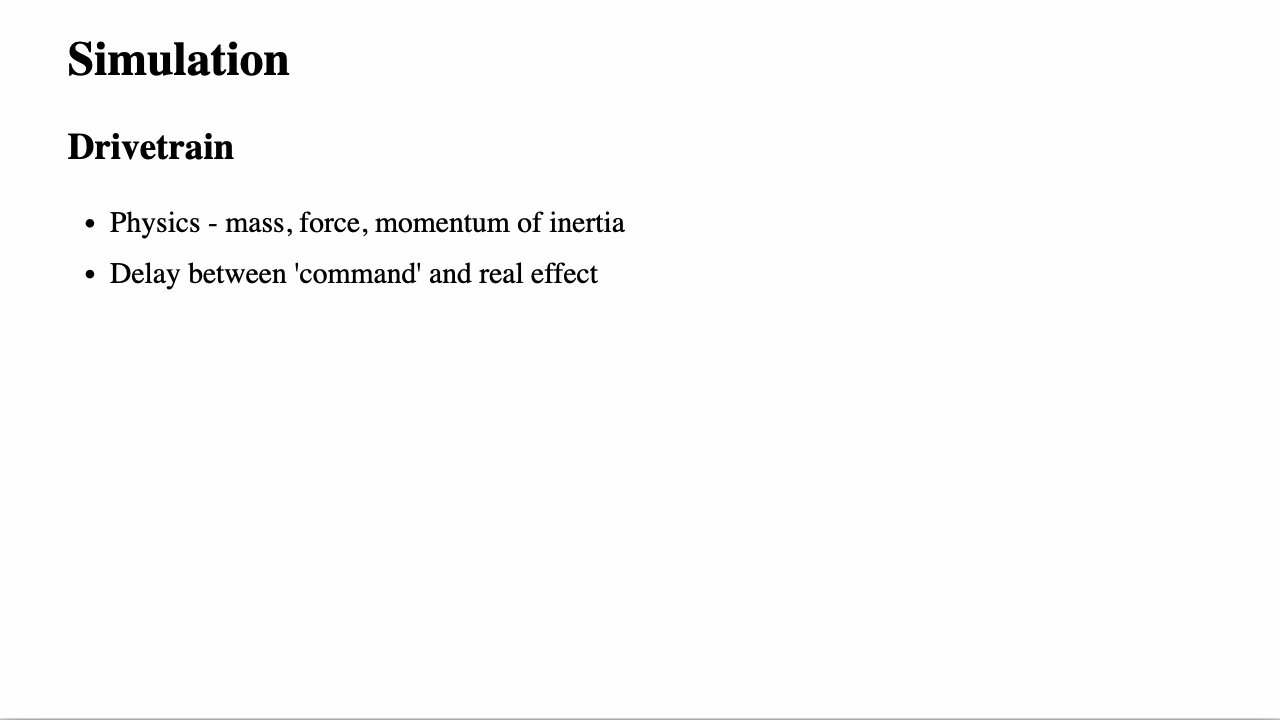 Simulation
Drivetrain
• Physics - mass, force, momentum of inertia
• Delay between 'command' and real effect